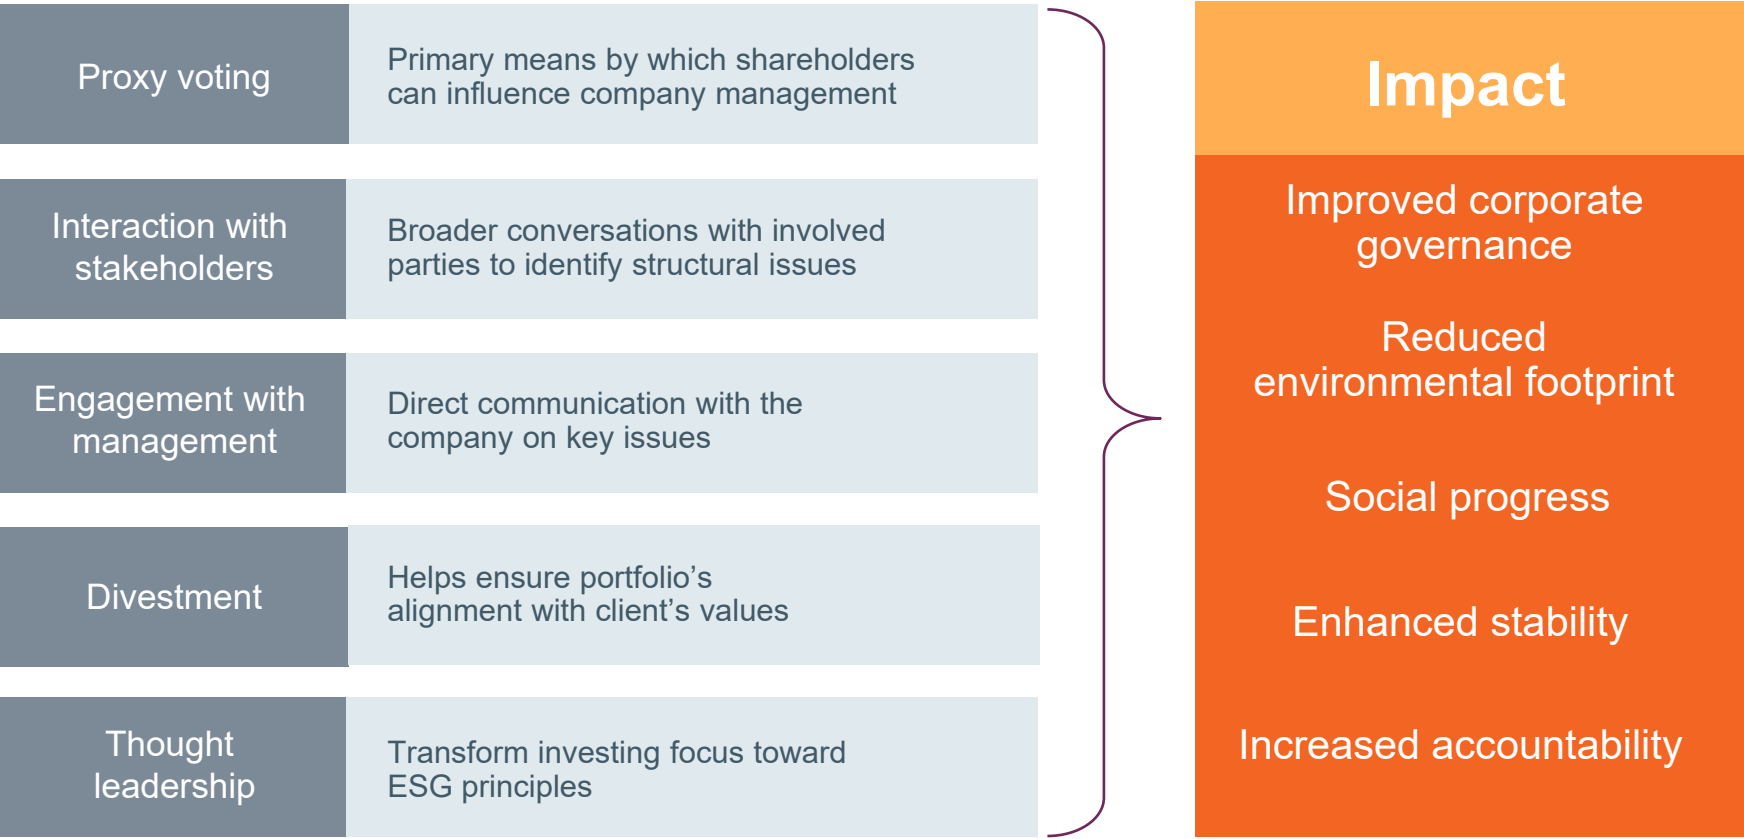 Proxy voting
Primary means by which shareholders
can influence company management
Interaction with
stakeholders
Broader conversations with involved
parties to identify structural issues
Engagement with
management
Direct communication with the
company on key issues
Divestment
Helps ensure portfolio’s
alignment with client’s values
Thought
leadership
Transform investing focus toward
ESG principles
Impact
Improved corporate
governance
Reduced
environmental footprint
Social progress
Enhanced stability
Increased accountability